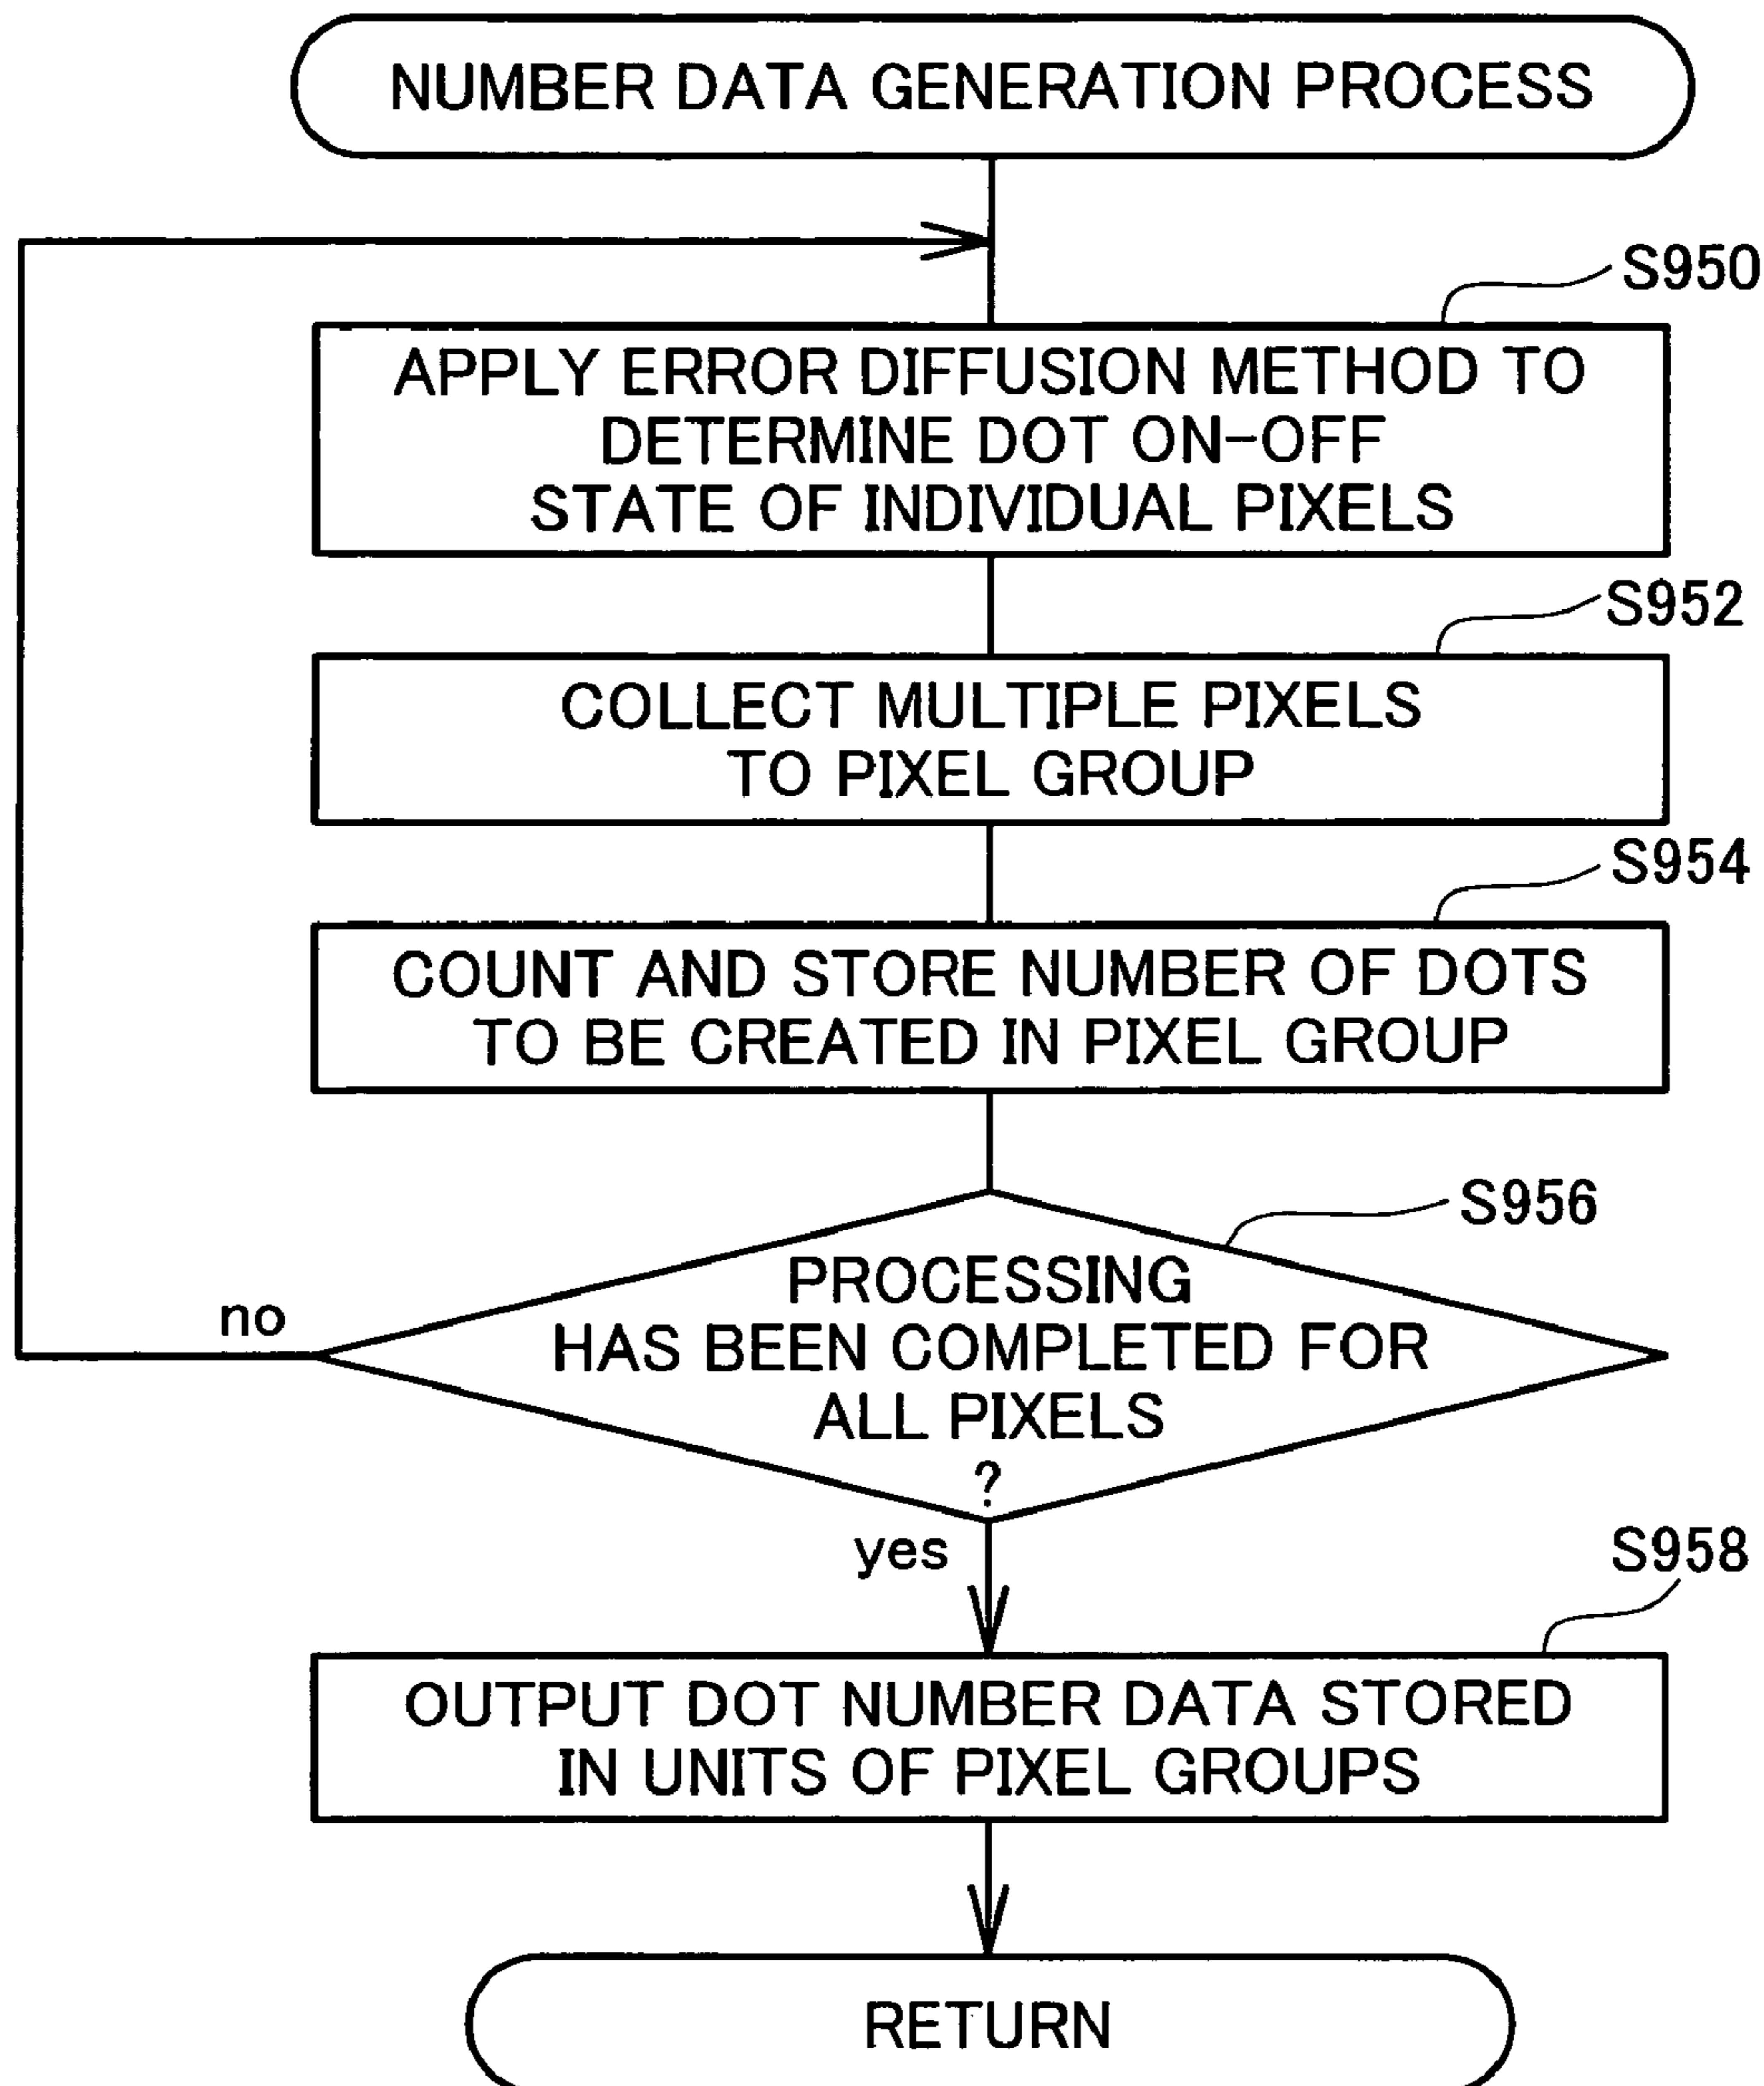 NUMBER DATA GENERATION PROCESS
S950
APPLY ERROR DIFFUSION METHOD TO
DETERMINE DOT ON-OFF
STATE OF INDIVIDUAL PIXELS
S952
COLLECT MULTIPLE PIXELS
TO PIXEL GROUP
S954
COUNT AND STORE NUMBER OF DOTS
TO BE CREATED IN PIXEL GROUP
S956
PROCESSING
HAS BEEN COMPLETED FOR
ALL PIXELS
?
no
yes
S958
OUTPUT DOT NUMBER DATA STORED
IN UNITS OF PIXEL GROUPS
RETURN